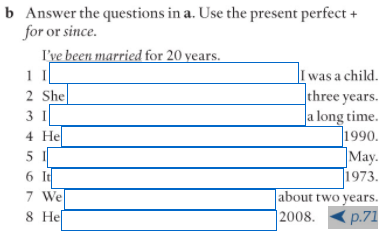 b Answer the questions in a. Use the present perfect +
for or since.
I've been married for 20 years.
1 I I was a child.
2 She three years.
3 I a long time.
4 He 1990.
5 I May.
6 It 1973.
7 We about two years.
8 He 2008. p.71